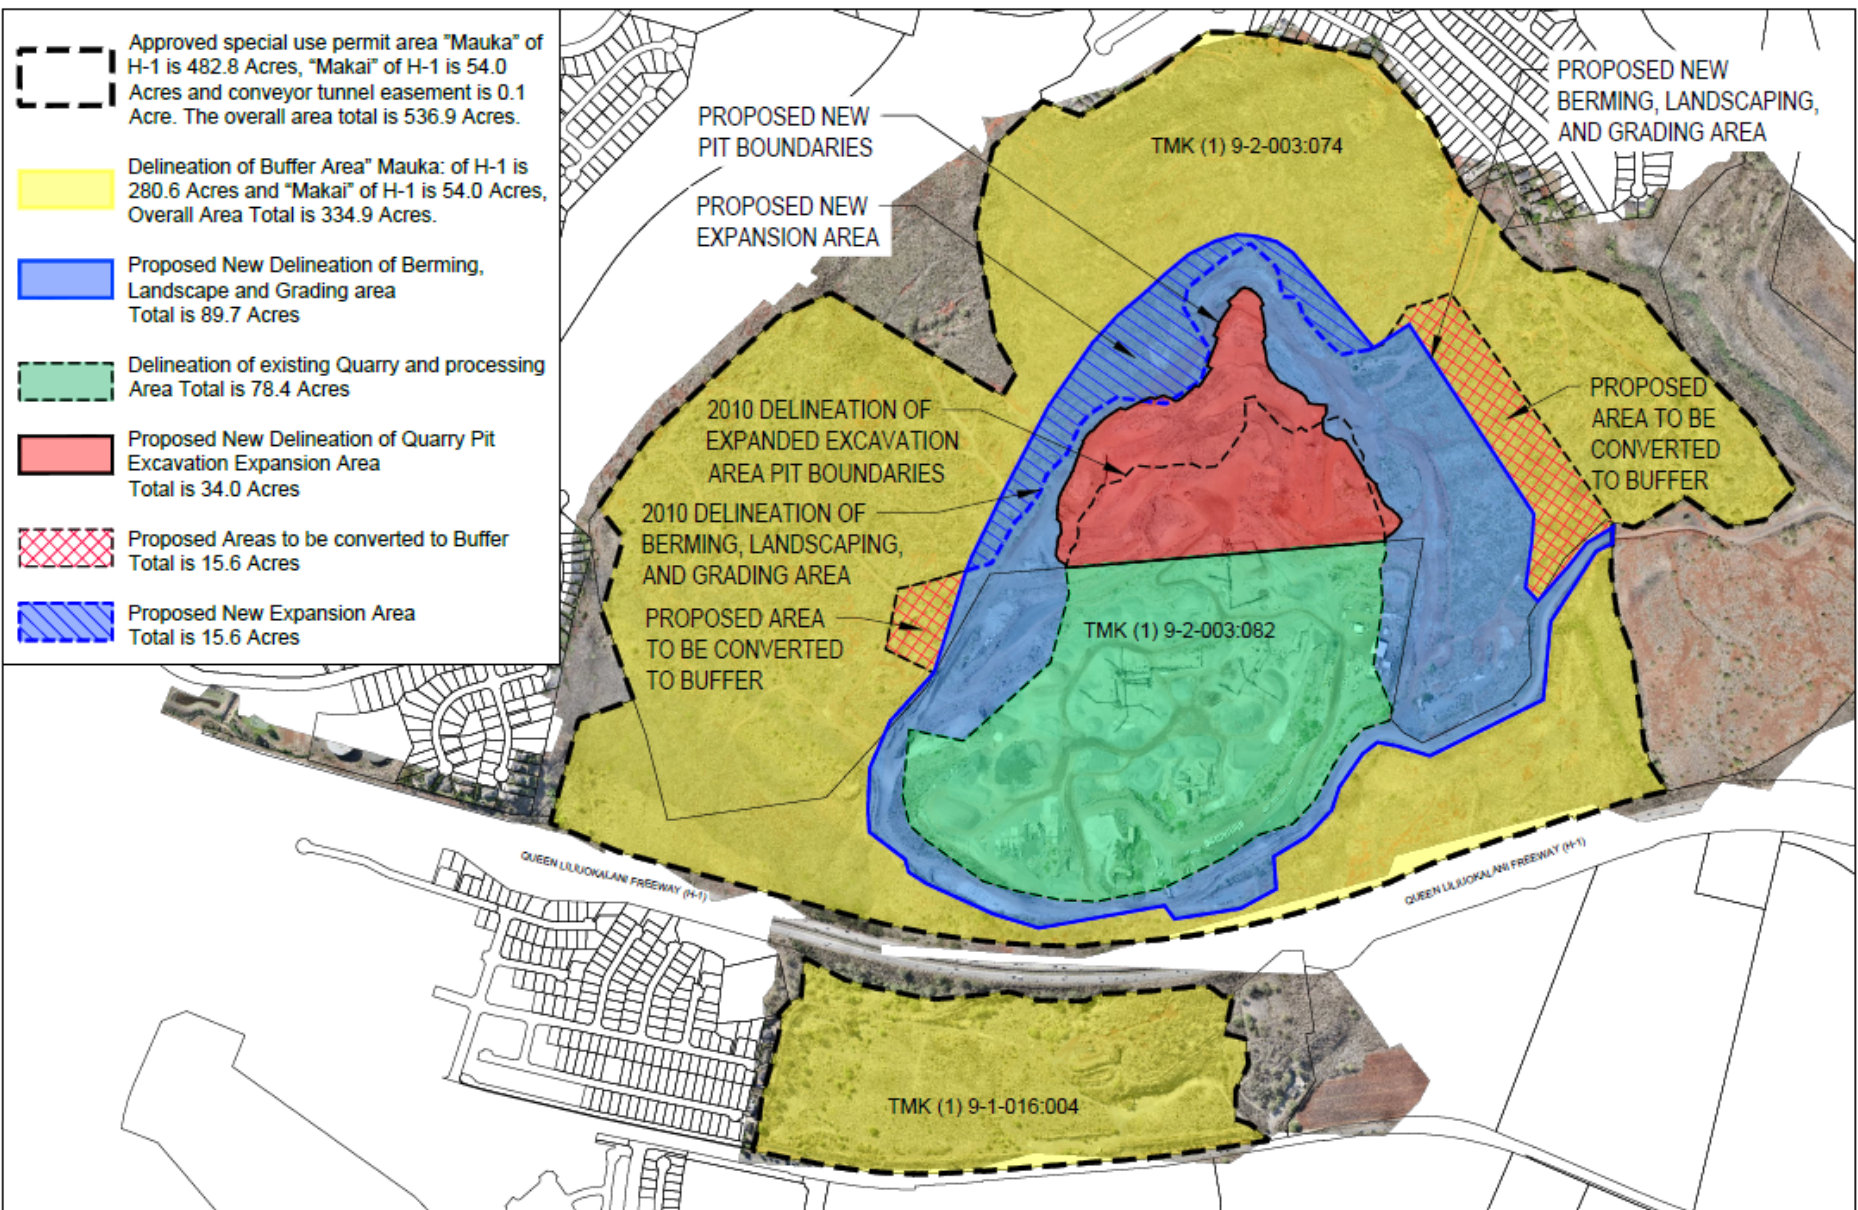 Approved special use permit area "Mauka" of
H-1 is 482.8 Acres, “Makai” of H-1 is 54.0
Acres and conveyor tunnel easement is 0.1
Acre. The overall area total is 536.9 Acres.
Delineation of Buffer Area” Mauka: of H-1 is
280.6 Acres and “Makai” of H-1 is 54.0 Acres,
Overall Area Total is 334.9 Acres.
Proposed New Delineation of Berming,
Landscape and Grading area
Total is 89.7 Acres
Delineation of existing Quarry and processing
Area Total is 78.4 Acres
Proposed New Delineation of Quarry Pit
Excavation Expansion Area
Total is 34.0 Acres
Proposed Areas to be converted to Buffer
Total is 15.6 Acres
Proposed New Expansion Area
Total is 15.6 Acres
PROPOSED NEW
PIT BOUNDARIES
PROPOSED NEW
EXPANSION AREA
TMK (1) 9-2-003:074
PROPOSED NEW
BERMING, LANDSCAPING,
AND GRADING AREA
2010 DELINEATION OF
EXPANDED EXCAVATION
AREA PIT BOUNDARIES
2010 DELINEATION OF
BERMING, LANDSCAPING,
AND GRADING AREA
PROPOSED AREA
TO BE CONVERTED
TO BUFFER
PROPOSED
AREA TO BE
CONVERTED
TO BUFFER
TMK (1) 9-2-003:082
QUEEN LILIUOKALANI FREEWAY (H-1)
QUEEN LILIUOKALANI FREEWAY (H-1)
TMK (1) 9-1-016:004